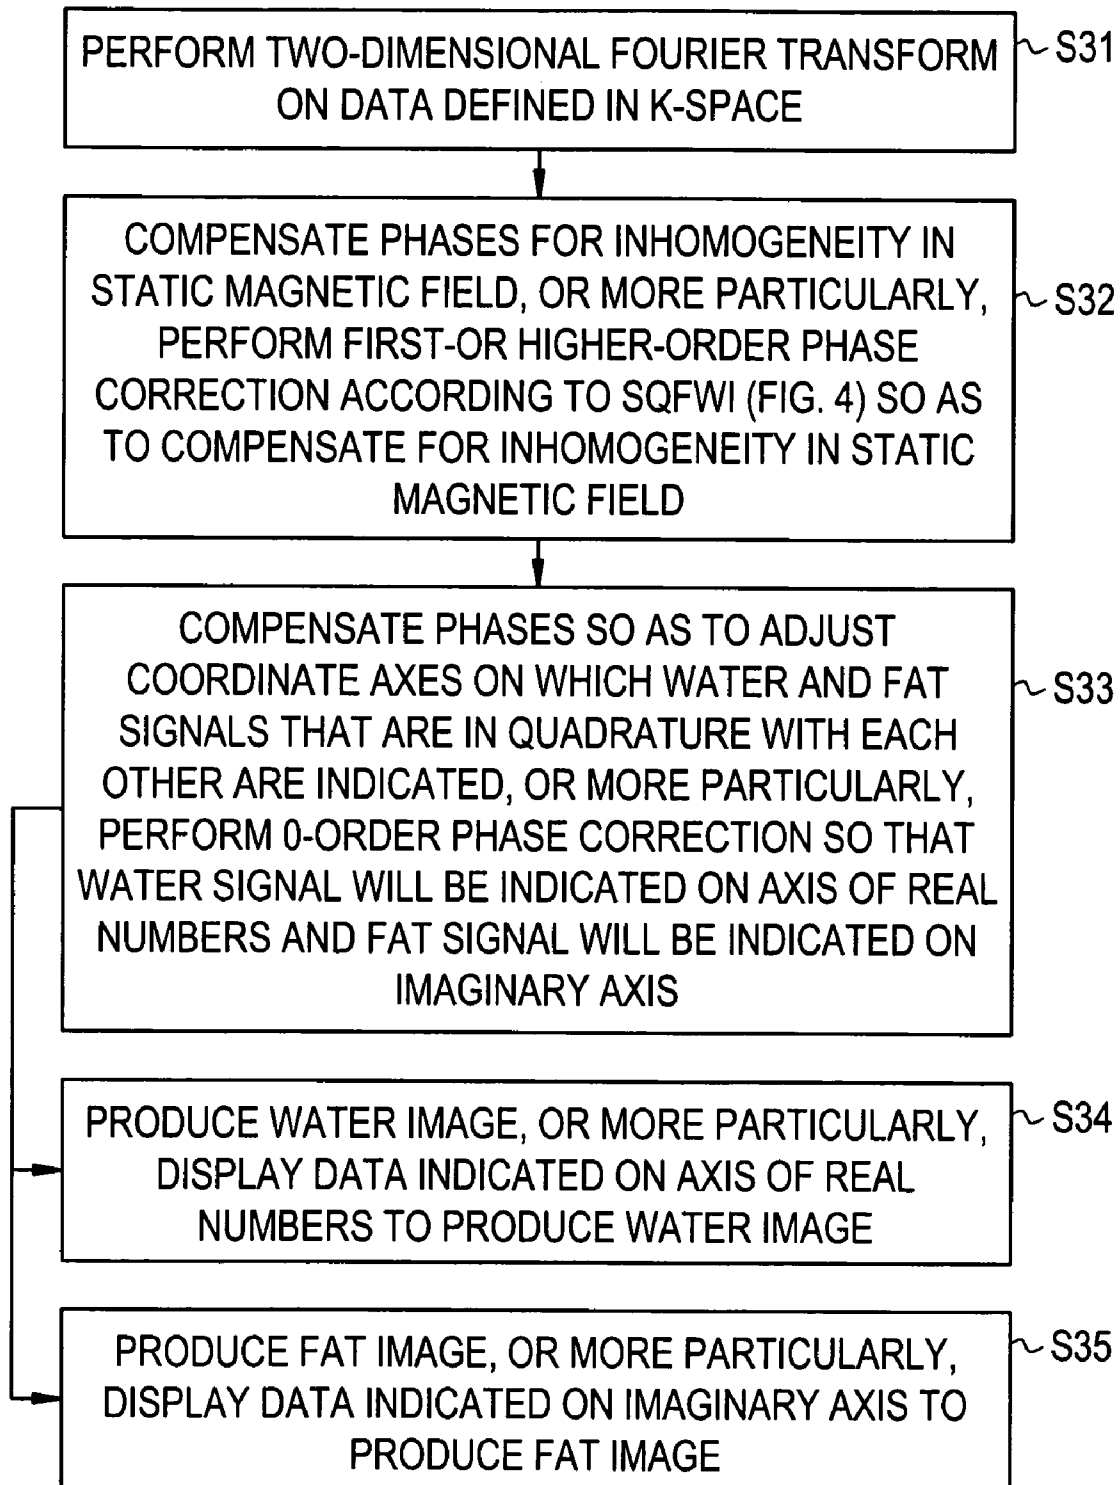 PERFORM TWO-DIMENSIONAL FOURIER TRANSFORM
ON DATA DEFINED IN K-SPACE
S31
COMPENSATE PHASES FOR INHOMOGENEITY IN
STATIC MAGNETIC FIELD, OR MORE PARTICULARLY,
PERFORM FIRST-OR HIGHER-ORDER PHASE
CORRECTION ACCORDING TO SQFWI (FIG. 4) SO AS
TO COMPENSATE FOR INHOMOGENEITY IN STATIC
MAGNETIC FIELD
S32
COMPENSATE PHASES SO AS TO ADJUST
COORDINATE AXES ON WHICH WATER AND FAT
SIGNALS THAT ARE IN QUADRATURE WITH EACH
OTHER ARE INDICATED, OR MORE PARTICULARLY,
PERFORM 0-ORDER PHASE CORRECTION SO THAT
WATER SIGNAL WILL BE INDICATED ON AXIS OF REAL
NUMBERS AND FAT SIGNAL WILL BE INDICATED ON
IMAGINARY AXIS
S33
PRODUCE WATER IMAGE, OR MORE PARTICULARLY,
DISPLAY DATA INDICATED ON AXIS OF REAL
NUMBERS TO PRODUCE WATER IMAGE
S34
PRODUCE FAT IMAGE, OR MORE PARTICULARLY,
DISPLAY DATA INDICATED ON IMAGINARY AXIS TO
PRODUCE FAT IMAGE
S35